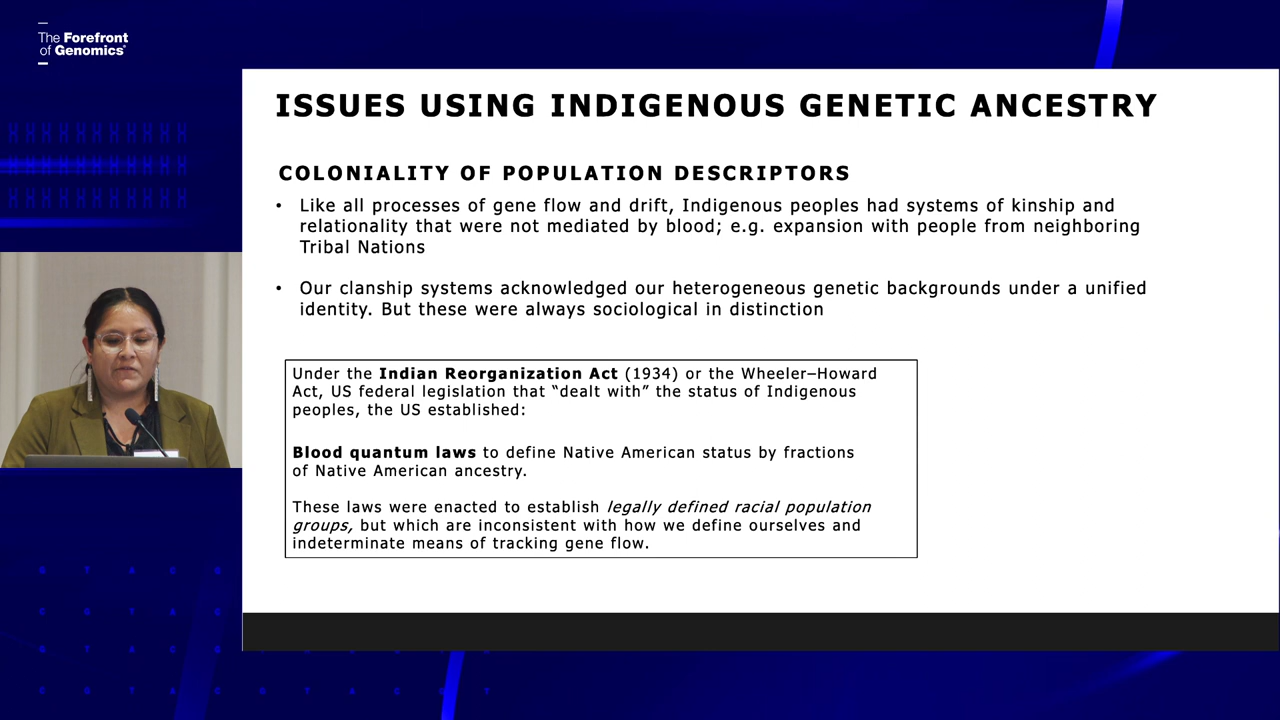 The Forefront
of Genomics®
ISSUES USING INDIGENOUS GENETIC ANCESTRY
COLONIALITY OF POPULATION DESCRIPTORS
• Like all processes of gene flow and drift, Indigenous peoples had systems of kinship and
relationality that were not mediated by blood; e.g. expansion with people from neighboring
Tribal Nations
• Our clanship systems acknowledged our heterogeneous genetic backgrounds under a unified
identity. But these were always sociological in distinction
Under the Indian Reorganization Act (1934) or the Wheeler–Howard
Act, US federal legislation that “dealt with” the status of Indigenous
peoples, the US established:
Blood quantum laws to define Native American status by fractions
of Native American ancestry.
These laws were enacted to establish legally defined racial population
groups, but which are inconsistent with how we define ourselves and
indeterminate means of tracking gene flow.